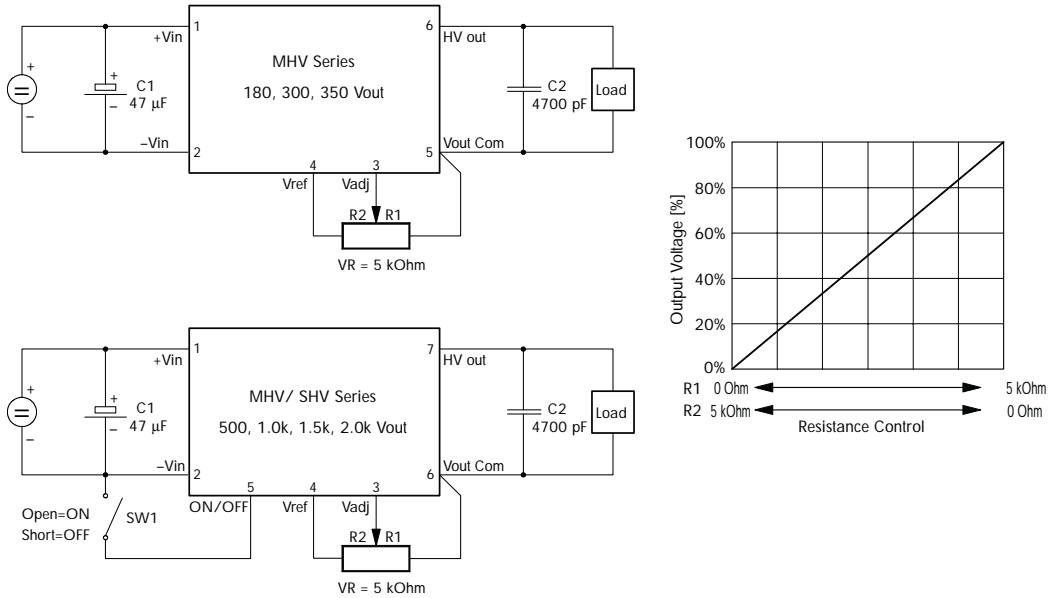 1
+Vin
6
HV out
MHV Series
180, 300, 350 Vout
+
–
+
C1
47 µF
–
C2
4700 pF
Load
–Vin
2
Vout Com
5
4
3
Vref
Vadj
R2
R1
VR = 5 kOhm
1
+Vin
7
HV out
MHV/ SHV Series
500, 1.0k, 1.5k, 2.0k Vout
+
–
+
C1
47 µF
–
C2
4700 pF
Load
–Vin
2
Vout Com
6
5
4
3
ON/OFF
Vref
Vadj
Open=ON
Short=OFF
SW1
R2
R1
VR = 5 kOhm
Output Voltage [%]
100%
80%
60%
40%
20%
0%
R1 0 Ohm 5 kOhm
R2 5 kOhm 0 Ohm
Resistance Control